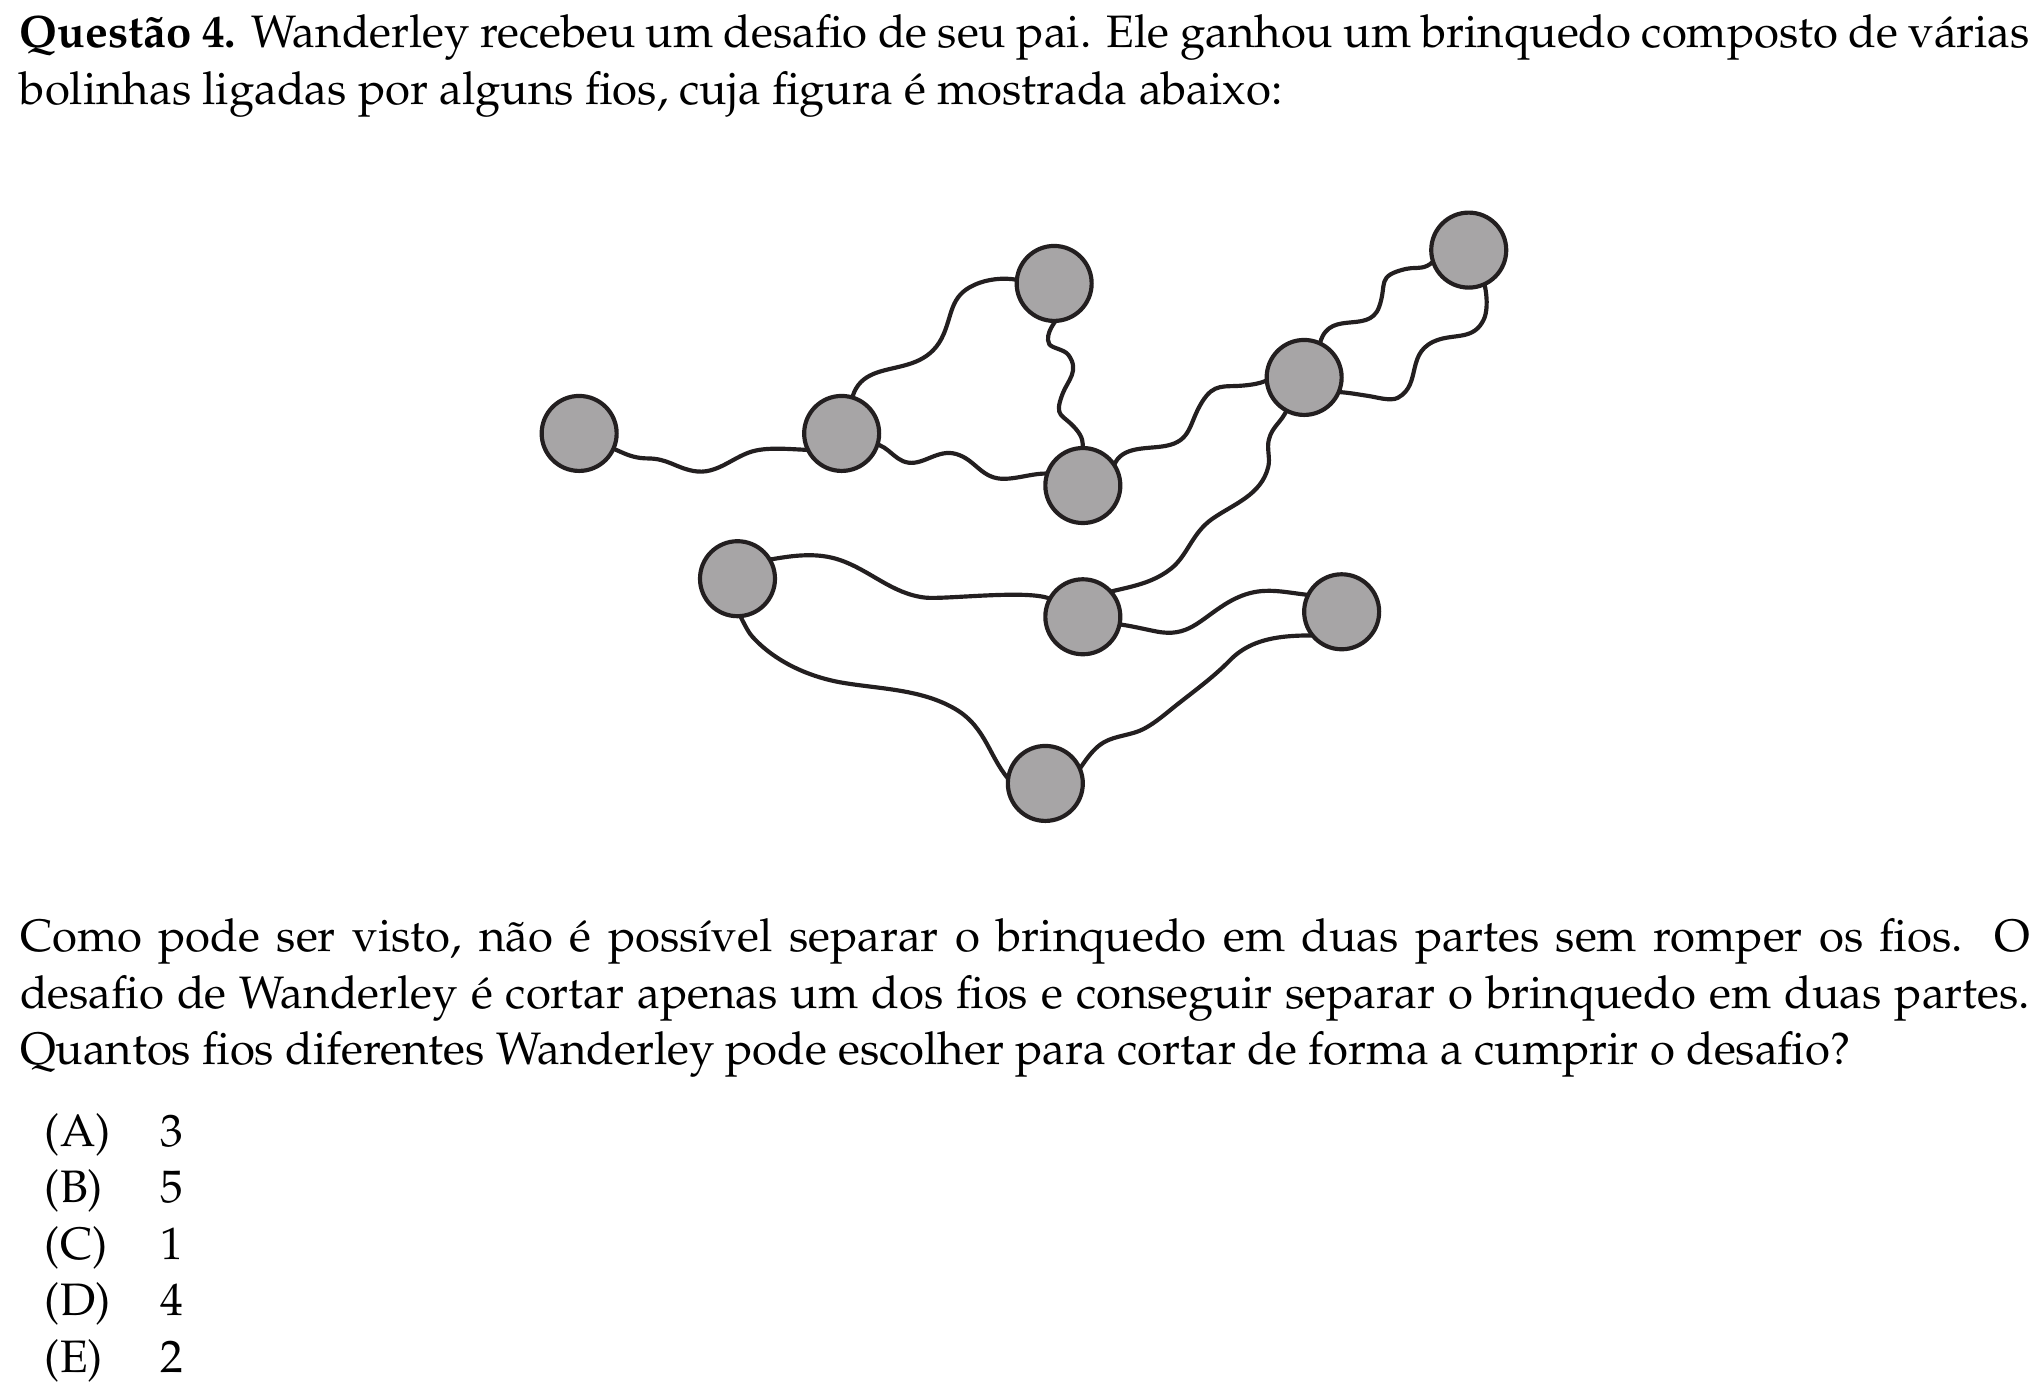 Questão 4. Wanderley recebeu um desafio de seu pai. Ele ganhou um brinquedo composto de várias
bolinhas ligadas por alguns fios, cuja figura é mostrada abaixo:
Como pode ser visto, não é possível separar o brinquedo em duas partes sem romper os fios. O
desafio de Wanderley é cortar apenas um dos fios e conseguir separar o brinquedo em duas partes.
Quantos fios diferentes Wanderley pode escolher para cortar de forma a cumprir o desafio?
(A) 3
(B) 5
(C) 1
(D) 4
(E) 2